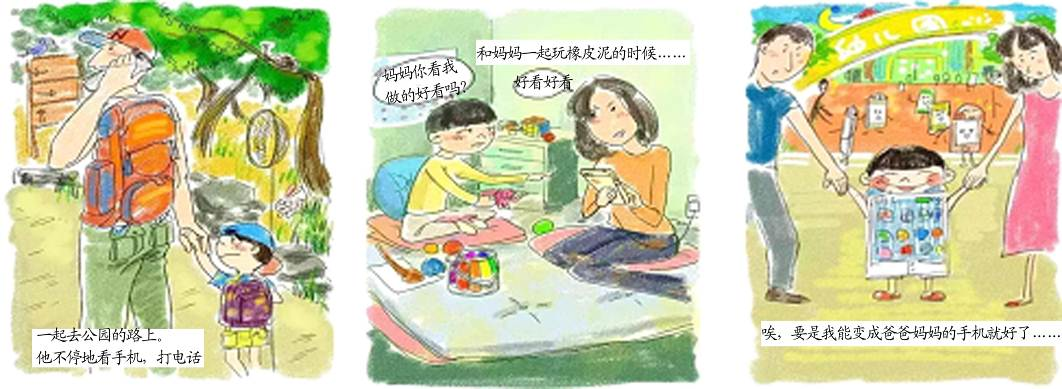 一起去公园的路上。
他不停地看手机，打电话
和妈妈一起玩橡皮泥的时候……
妈妈你看我
做的好看吗?
好看好看
幼儿园
唉，要是我能变成爸爸妈妈的手机就好了……